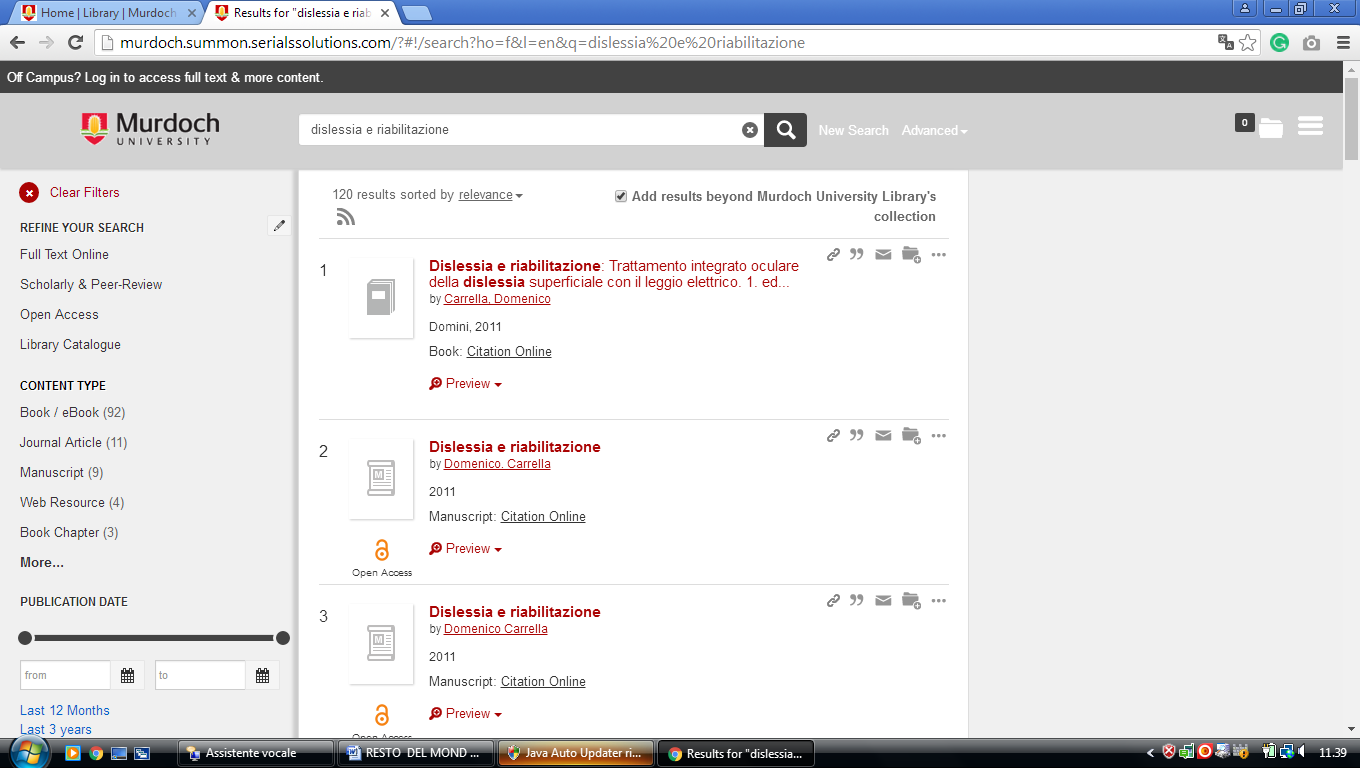 Home | Library | Murdoch
Results for "dislessia e riab
murdoch.summon.serialssolutions.com/?#!/search?ho=f&l=en&q=dislessia%20e%20riabilitazione
Off Campus? Log in to access full text & more content.
Murdoch
UNIVERSITY
dislessia e riabilitazione
New Search
Advanced
0
Clear Filters
REFINE YOUR SEARCH
Full Text Online
Scholarly & Peer-Review
Open Access
Library Catalogue
CONTENT TYPE
Book / eBook (92)
Journal Article (11)
Manuscript (9)
Web Resource (4)
Book Chapter (3)
More...
PUBLICATION DATE
from
to
Last 12 Months
Last 3 years
120 results sorted by relevance
Add results beyond Murdoch University Library's
collection
1
Dislessia e riabilitazione: Trattamento integrato oculare
della dislessia superficiale con il leggio elettrico. 1. ed...
by Carrella, Domenico
Domini, 2011
Book: Citation Online
Preview
2
Dislessia e riabilitazione
by Domenico. Carrella
2011
Manuscript: Citation Online
Preview
Open Access
3
Dislessia e riabilitazione
by Domenico Carrella
2011
Manuscript: Citation Online
Preview
Open Access
Assistente vocale
RESTO DEL MOND ...
Java Auto Updater ri...
Results for "dislessia...
11.39